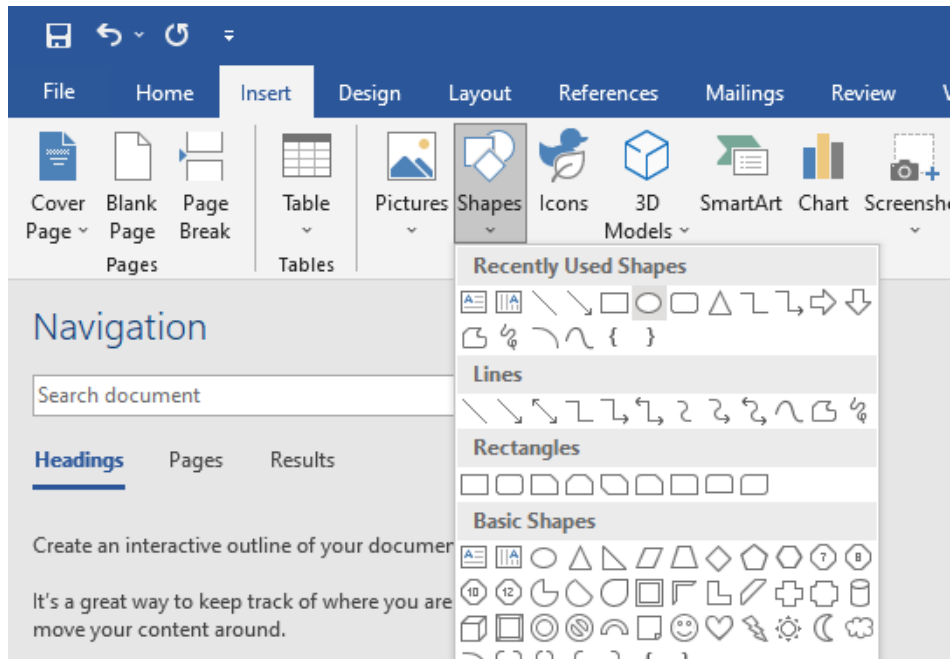 File Home Insert Design Layout References Mailings Review
Cover Blank Page Table Pictures Shapes Icons 3D SmartArt Chart
Page Page Break Models
Pages Tables
Recently Used Shapes
Navigation
Search document
Lines
Headings Pages Results
Rectangles
Basic Shapes
Create an interactive outline of your
It's a great way to keep track of where you are
move your content around.